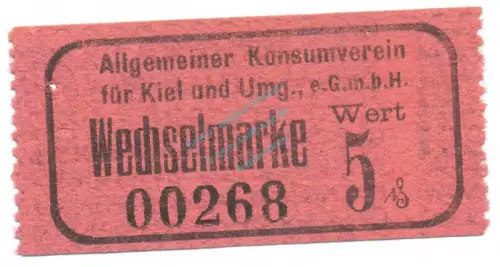 Allgemeiner Konsumverein
für Kiel und Umg., e.G.m.b.H.
Wechselmarke Wert
00268 5 ₰